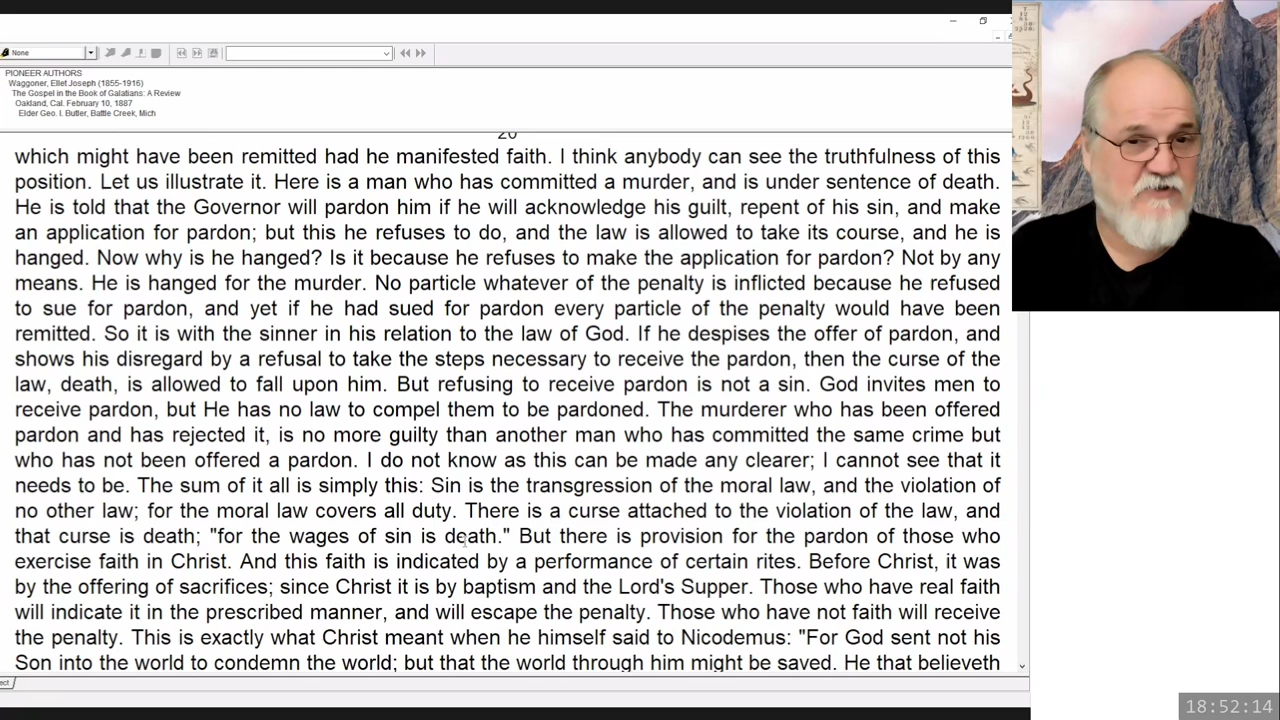 None
PIONEER AUTHORS
Waggoner, Ellet Joseph (1855-1916)
The Gospel in the Book of Galatians: A Review
Oakland, Cal. February 10, 1887
Elder Geo. I. Butler, Battle Creek, Mich
20
which might have been remitted had he manifested faith. I think anybody can see the truthfulness of this
position. Let us illustrate it. Here is a man who has committed a murder, and is under sentence of death.
He is told that the Governor will pardon him if he will acknowledge his guilt, repent of his sin, and make
an application for pardon; but this he refuses to do, and the law is allowed to take its course, and he is
hanged. Now why is he hanged? Is it because he refuses to make the application for pardon? Not by any
means. He is hanged for the murder. No particle whatever of the penalty is inflicted because he refused
to sue for pardon, and yet if he had sued for pardon every particle of the penalty would have been
remitted. So it is with the sinner in his relation to the law of God. If he despises the offer of pardon, and
shows his disregard by a refusal to take the steps necessary to receive the pardon, then the curse of the
law, death, is allowed to fall upon him. But refusing to receive pardon is not a sin. God invites men to
receive pardon, but He has no law to compel them to be pardoned. The murderer who has been offered
pardon and has rejected it, is no more guilty than another man who has committed the same crime but
who has not been offered a pardon. I do not know as this can be made any clearer; I cannot see that it
needs to be. The sum of it all is simply this: Sin is the transgression of the moral law, and the violation of
no other law; for the moral law covers all duty. There is a curse attached to the violation of the law, and
that curse is death; "for the wages of sin is death." But there is provision for the pardon of those who
exercise faith in Christ. And this faith is indicated by a performance of certain rites. Before Christ, it was
by the offering of sacrifices; since Christ it is by baptism and the Lord's Supper. Those who have real faith
will indicate it in the prescribed manner, and will escape the penalty. Those who have not faith will receive
the penalty. This is exactly what Christ meant when he himself said to Nicodemus: "For God sent not his
Son into the world to condemn the world; but that the world through him might be saved. He that believeth
ect
18:52:14